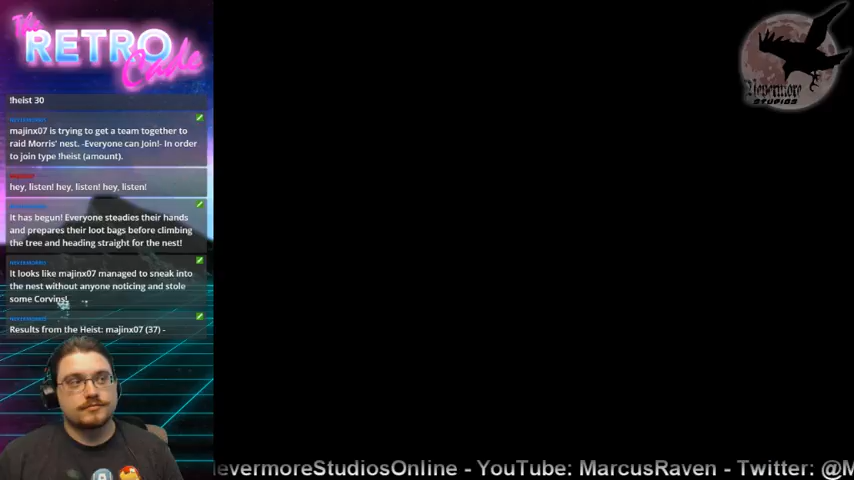 The
RETRO
Cade
Nevermore
STUDIOS
!heist 30
majinx07 is trying to get a team together to
raid Morris' nest. -Everyone can Join!- In order
to join type !heist (amount).
hey, listen! hey, listen! hey, listen!
It has begun! Everyone steadies their hands
and prepares their loot bags before climbing
the tree and heading straight for the nest!
It looks like majinx07 managed to sneak into
the nest without anyone noticing and stole
some Corvins!
Results from the Heist: majinx07 (37) -
evermoreStudiosOnline - YouTube: MarcusRaven - Twitter: @M